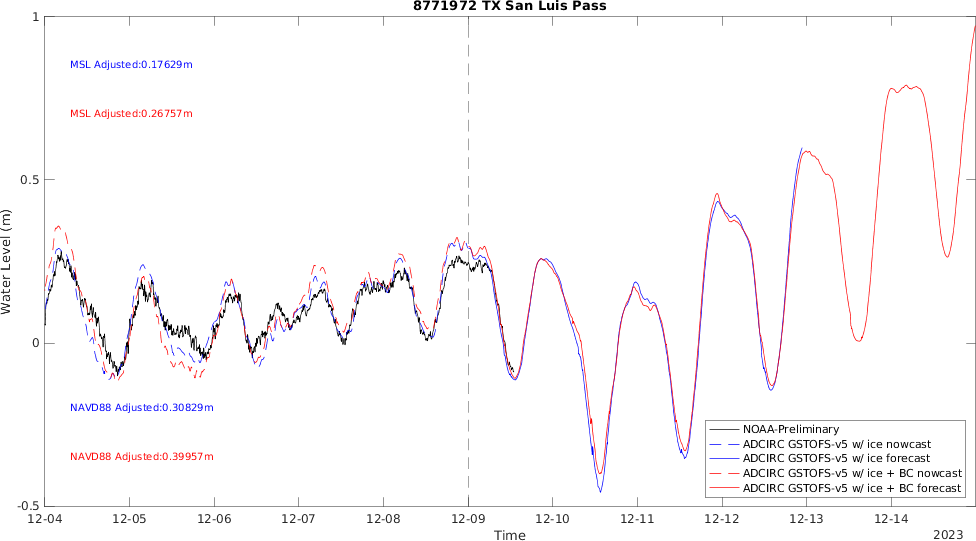 8771972 TX San Luis Pass
1
0.5
0
-0.5
Water Level (m)
MSL Adjusted:0.17629m
MSL Adjusted:0.26757m
NAVD88 Adjusted:0.30829m
NAVD88 Adjusted:0.39957m
NOAA-Preliminary
ADCIRC GSTOFS-v5 w/ ice nowcast
ADCIRC GSTOFS-v5 w/ ice forecast
ADCIRC GSTOFS-v5 w/ ice + BC nowcast
ADCIRC GSTOFS-v5 w/ ice + BC forecast
12-04 12-05 12-06 12-07 12-08 12-09 12-10 12-11 12-12 12-13 12-14
Time
2023